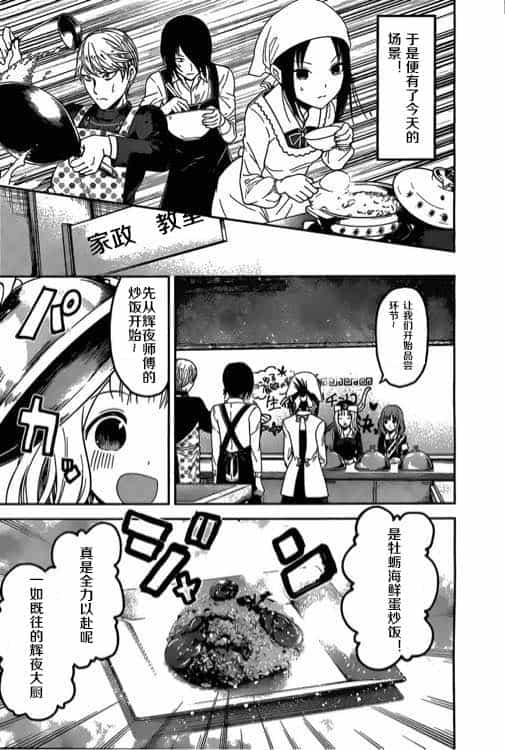 于是便有了今天的
场景！
家政 教室
让我们开始品尝
环节~
先从辉夜师傅的
炒饭开始~
パカッ
是牡蛎海鲜蛋炒饭！
真是全力以赴呢
一如既往的辉夜大厨